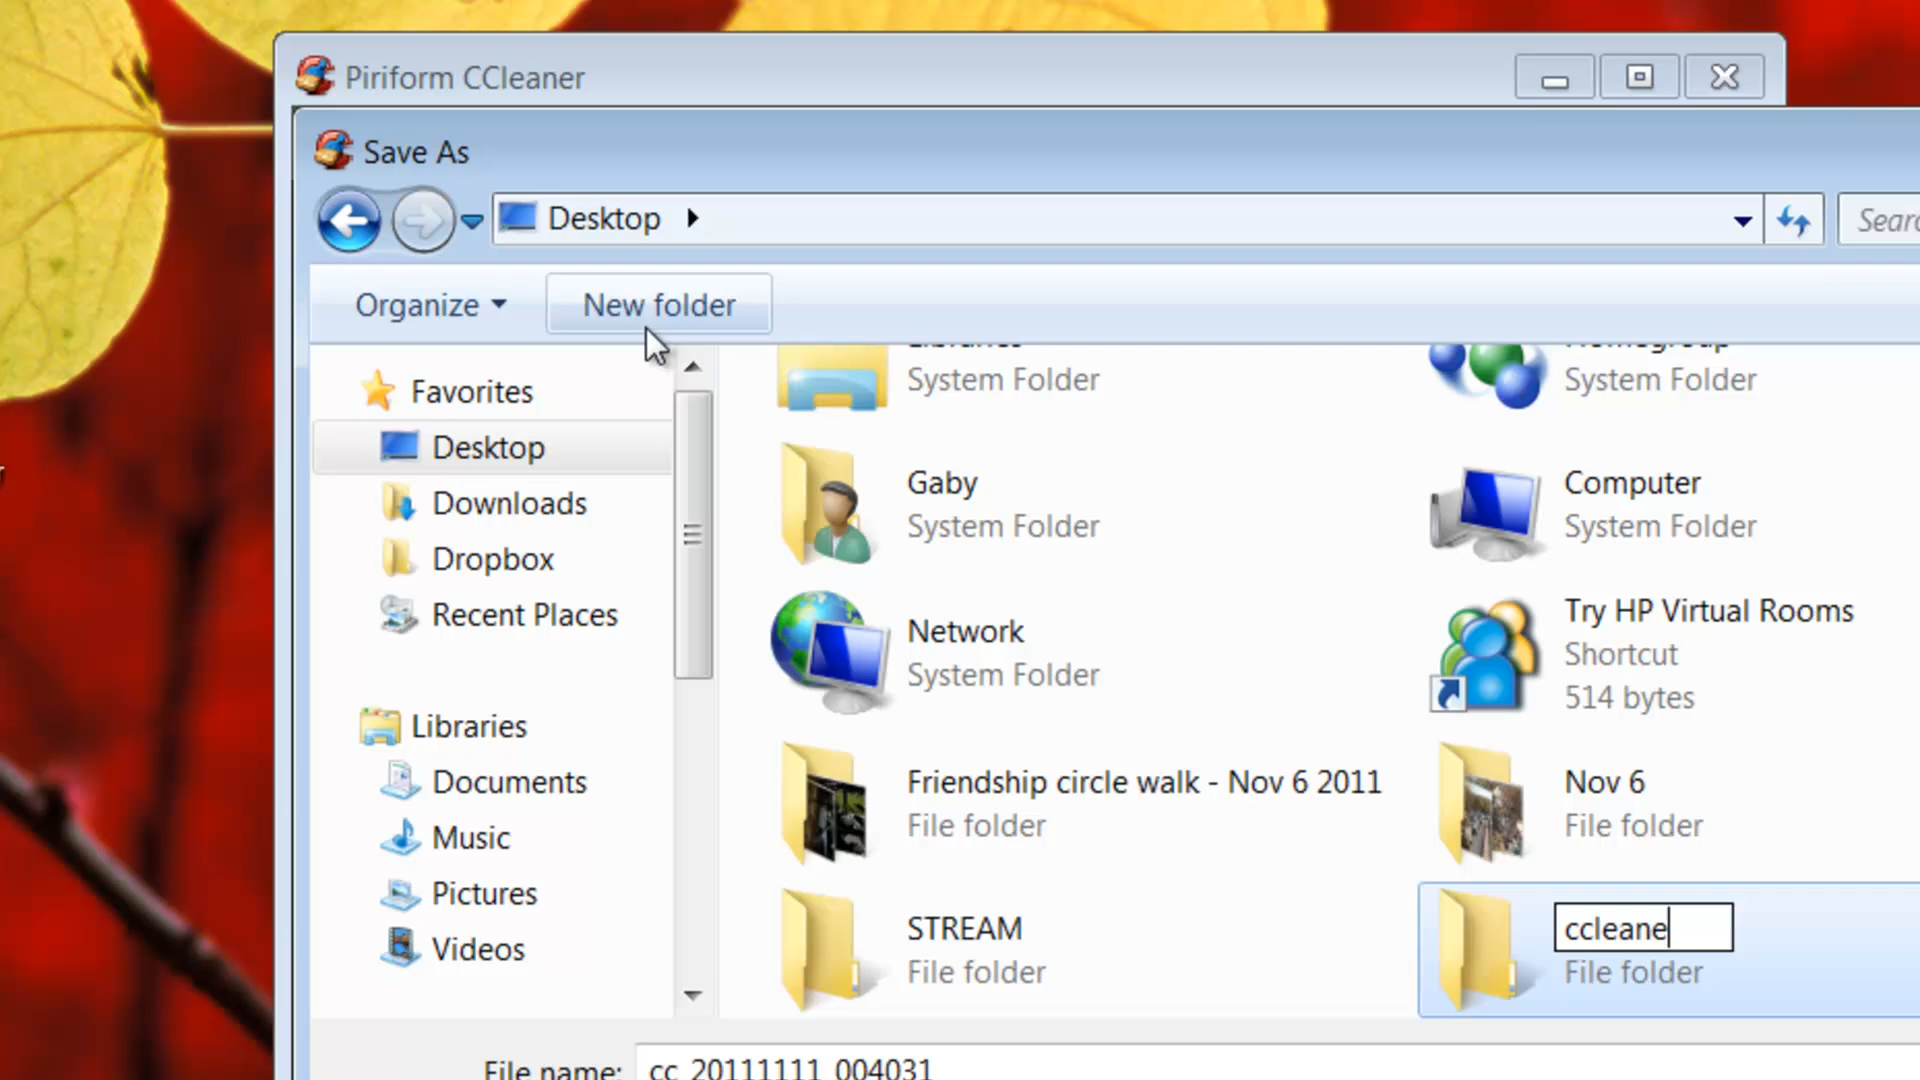 Piriform CCleaner
Save As
Desktop
Organize
New folder
Favorites
Desktop
Downloads
Dropbox
Recent Places
Libraries
Documents
Music
Pictures
Videos
Libraries
System Folder
Homegroup
System Folder
Gaby
System Folder
Computer
System Folder
Network
System Folder
Try HP Virtual Rooms
Shortcut
514 bytes
Friendship circle walk - Nov 6 2011
File folder
Nov 6
File folder
STREAM
File folder
ccleane
File folder
File name: cc_20111111_004031